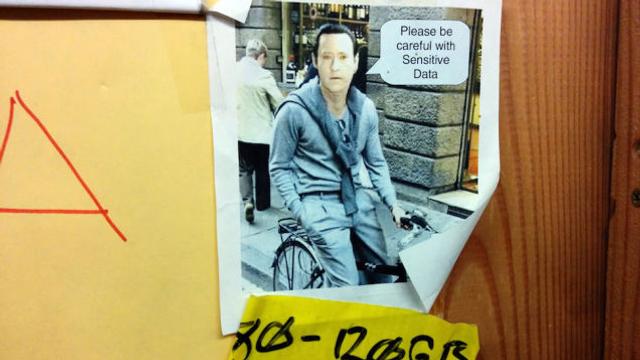 Please be
careful with
Sensitive
Data
A